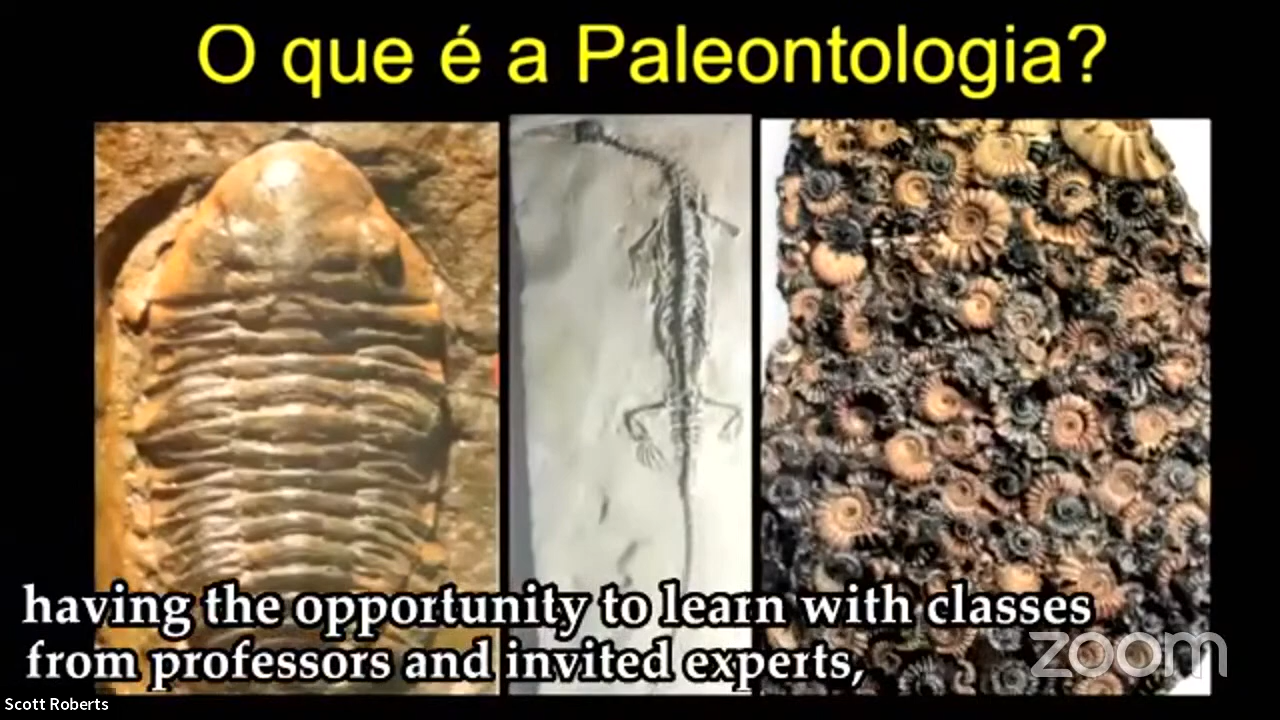 O que é a Paleontologia?
having the opportunity to learn with classes
from professors and invited experts,
zoom
Scott Roberts